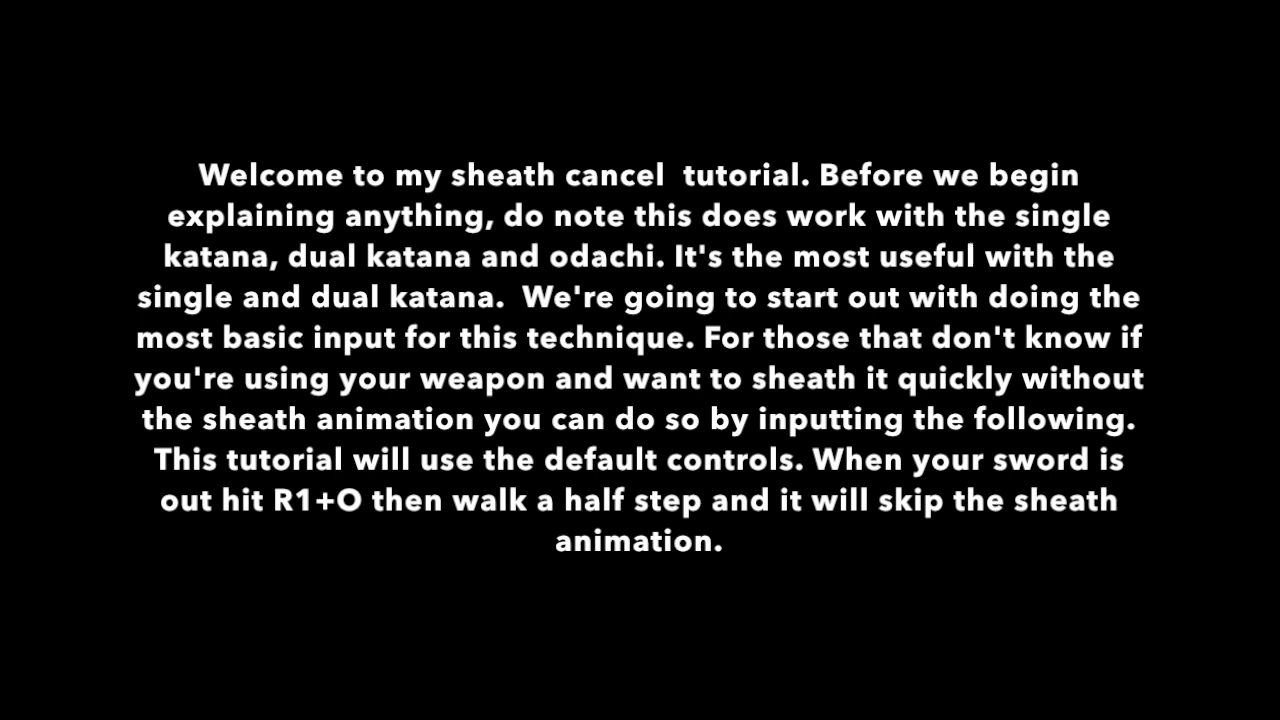 Welcome to my sheath cancel  tutorial. Before we begin
explaining anything, do note this does work with the single
katana, dual katana and odachi. It's the most useful with the
single and dual katana.  We're going to start out with doing the
most basic input for this technique. For those that don't know if
you're using your weapon and want to sheath it quickly without
the sheath animation you can do so by inputting the following.
This tutorial will use the default controls. When your sword is
out hit R1+O then walk a half step and it will skip the sheath
animation.